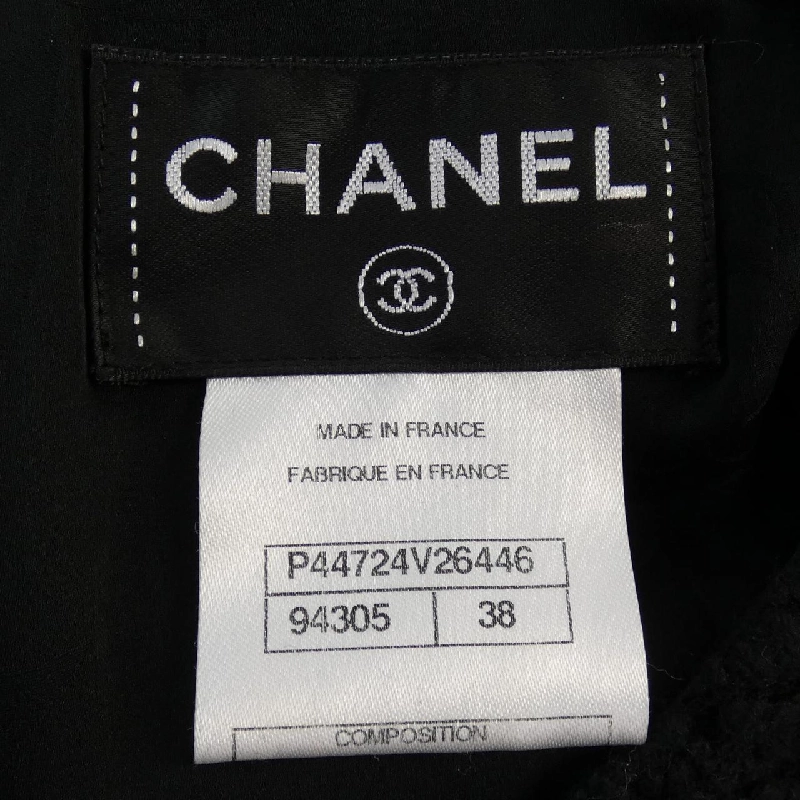 CHANEL
MADE IN FRANCE
FABRIQUE EN FRANCE
P44724V26446
94305 38
COMPOSITION